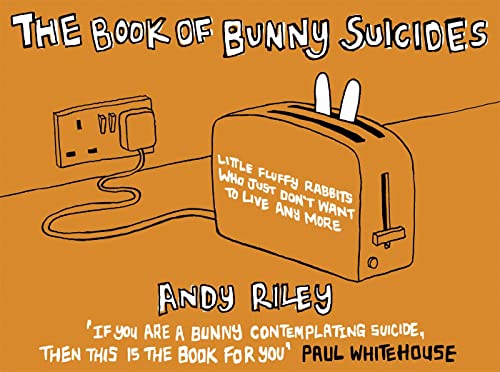 THE BOOK OF BUNNY SUICIDES
LITTLE FLUFFY RABBITS
WHO JUST DON'T WANT
TO LIVE ANY MORE
ANDY RILEY
'IF YOU ARE A BUNNY CONTEMPLATING SUICIDE,
THEN THIS IS THE BOOK FOR YOU' PAUL WHITEHOUSE